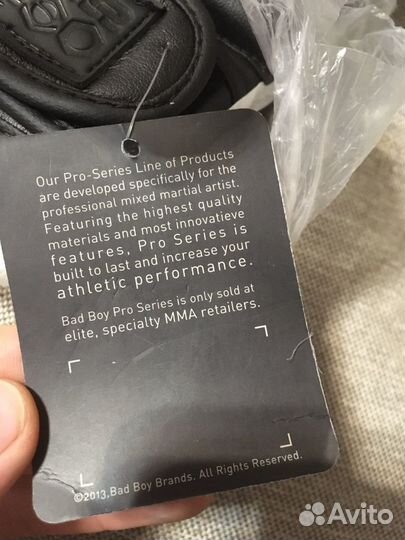 Our Pro-Series Line of Products
are developed specifically for the
professional mixed martial artist.
Featuring the highest quality
materials and most innovatieve
features, Pro Series is
built to last and increase your
athletic performance.
Bad Boy Pro Series is only sold at
elite, specialty MMA retailers.
©2013,Bad Boy Brands. All Rights Reserved.
Avito